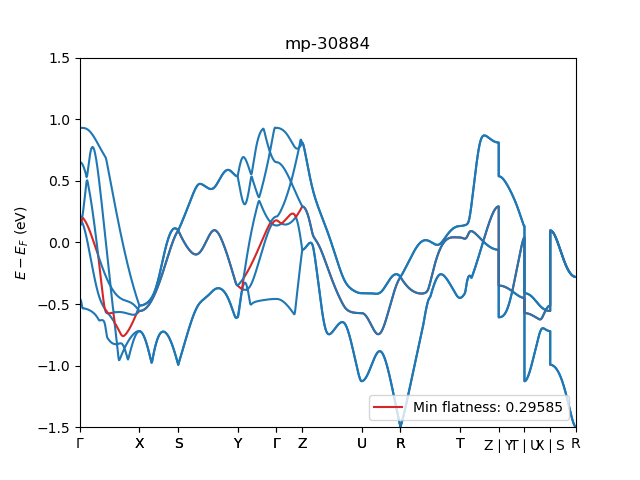 mp-30884
E − E_F (eV)
1.5
1.0
0.5
0.0
−0.5
−1.0
−1.5
Min flatness: 0.29585
Γ X S Y Γ Z U R T Z | Y T | U X | S R